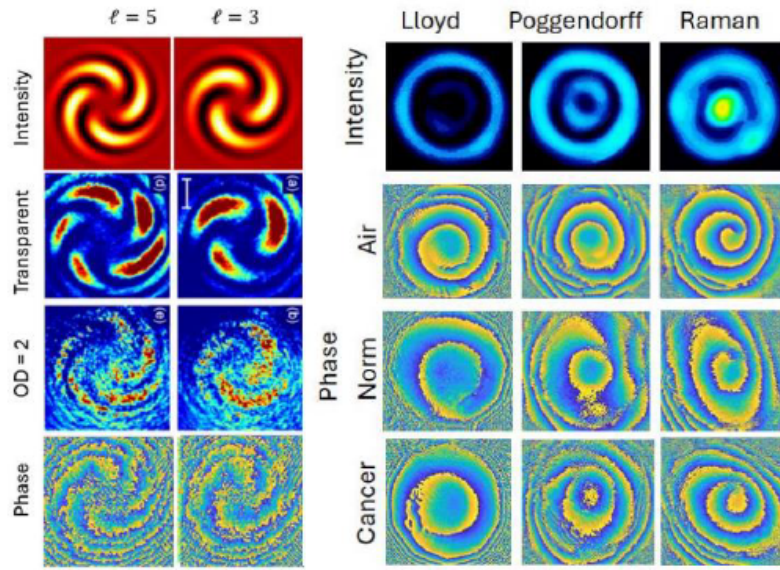 ℓ = 5 ℓ = 3
Intensity
Transparent
(d) (a)
OD = 2
(e) (b)
Phase
Lloyd Poggendorff Raman
Intensity
Phase
Air
Norm
Cancer